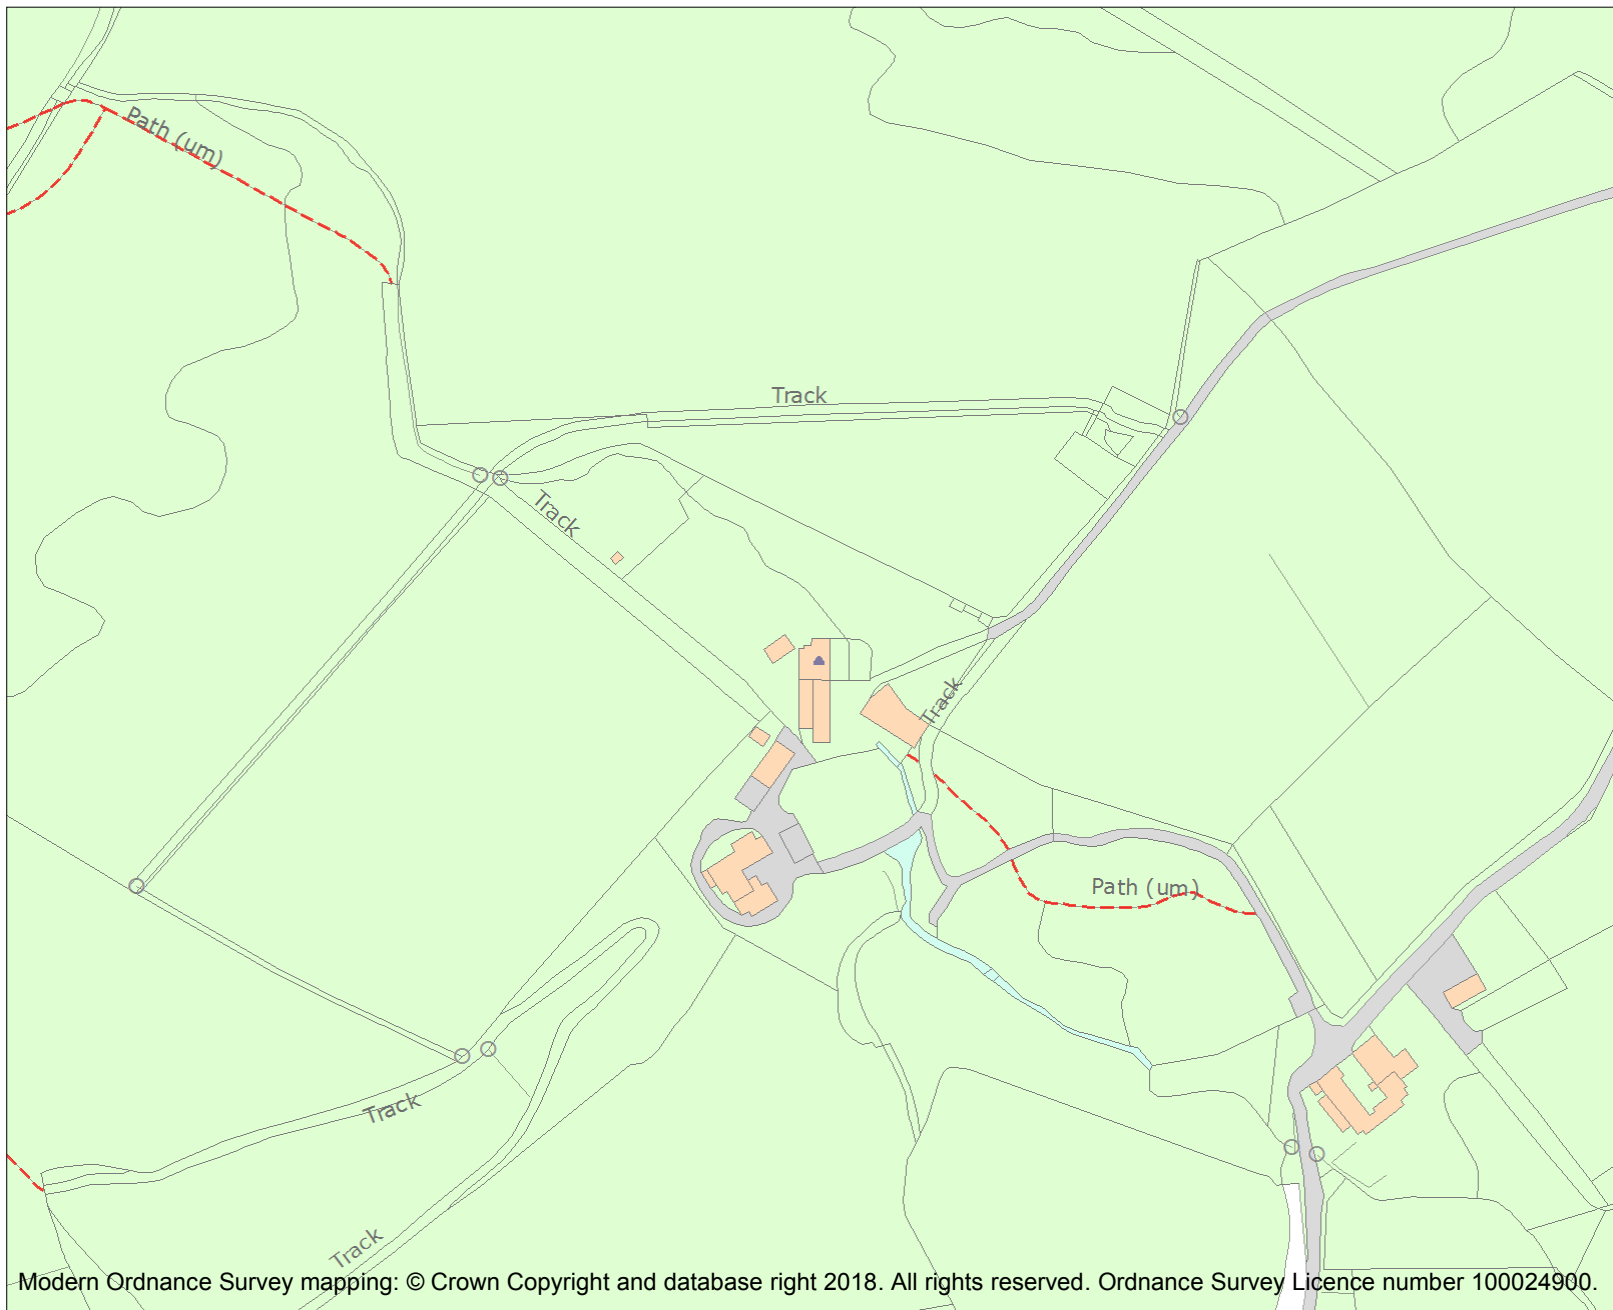 Path (um)
Track
Track
Track
Path (um)
Track
Track
Modern Ordnance Survey mapping: © Crown Copyright and database right 2018. All rights reserved. Ordnance Survey Licence number 100024900.